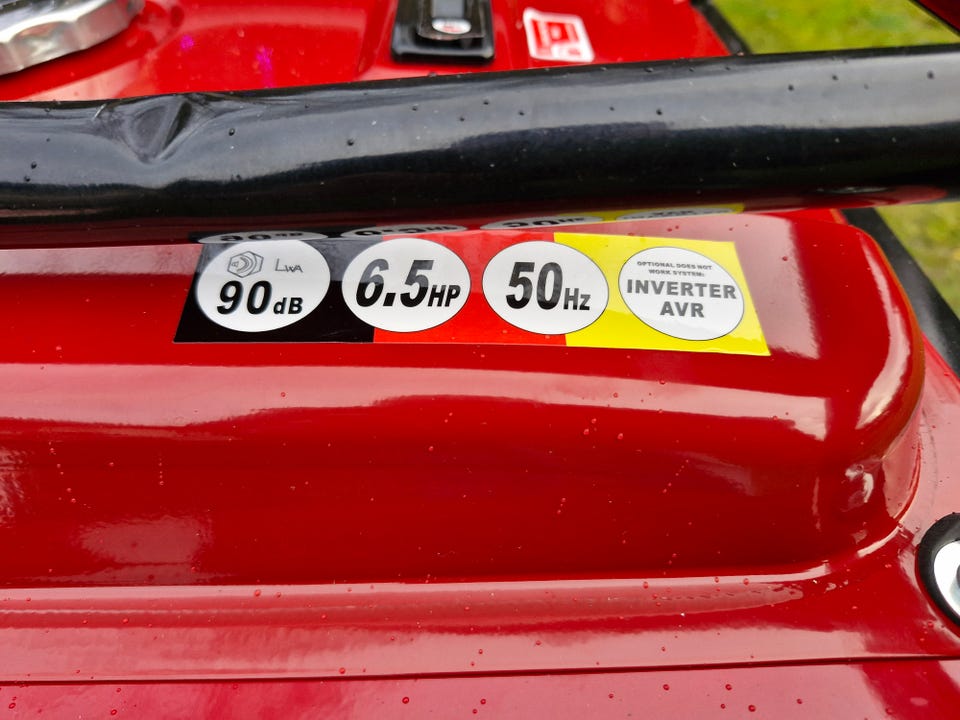 LWA
90dB
6.5HP
50Hz
OPTIONAL DOES NOT
WORK SYSTEM:
INVERTER
AVR